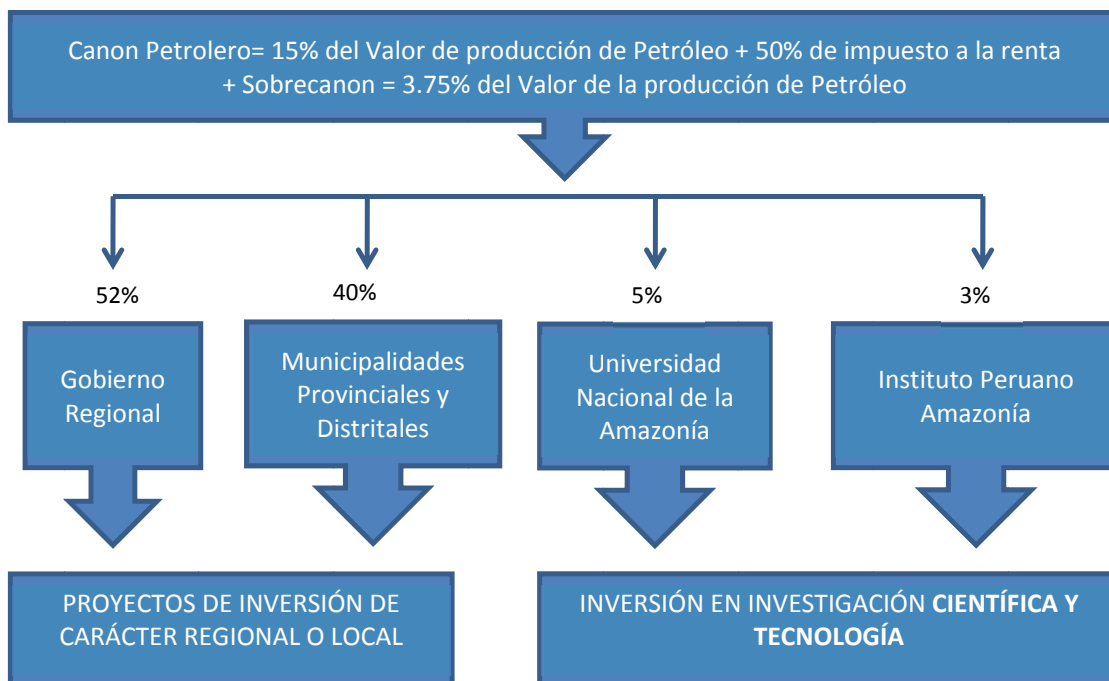 Canon Petrolero= 15% del Valor de producción de Petróleo + 50% de impuesto a la renta
+ Sobrecanon = 3.75% del Valor de la producción de Petróleo
52%
40%
5%
3%
Gobierno
Regional
Municipalidades
Provinciales y
Distritales
Universidad
Nacional de la
Amazonía
Instituto Peruano
Amazonía
PROYECTOS DE INVERSIÓN DE
CARÁCTER REGIONAL O LOCAL
INVERSIÓN EN INVESTIGACIÓN CIENTÍFICA Y
TECNOLOGÍA